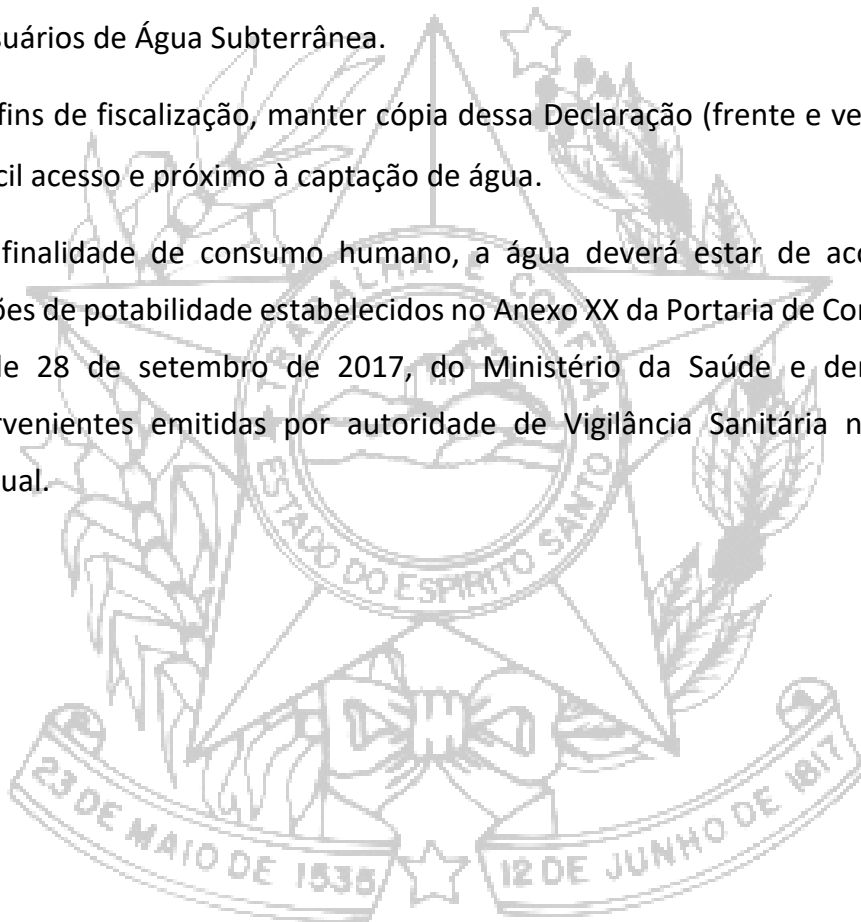 suários de Água Subterrânea.
fins de fiscalização, manter cópia dessa Declaração (frente e ve
cil acesso e próximo à captação de água.
finalidade de consumo humano, a água deverá estar de aco
ões de potabilidade estabelecidos no Anexo XX da Portaria de Co
de 28 de setembro de 2017, do Ministério da Saúde e de
rvenientes emitidas por autoridade de Vigilância Sanitária n
ual.
TRABALHA E CONFIA
ESTADO DO ESPIRITO SANTO
23 DE MAIO DE 1535
12 DE JUNHO DE 1817